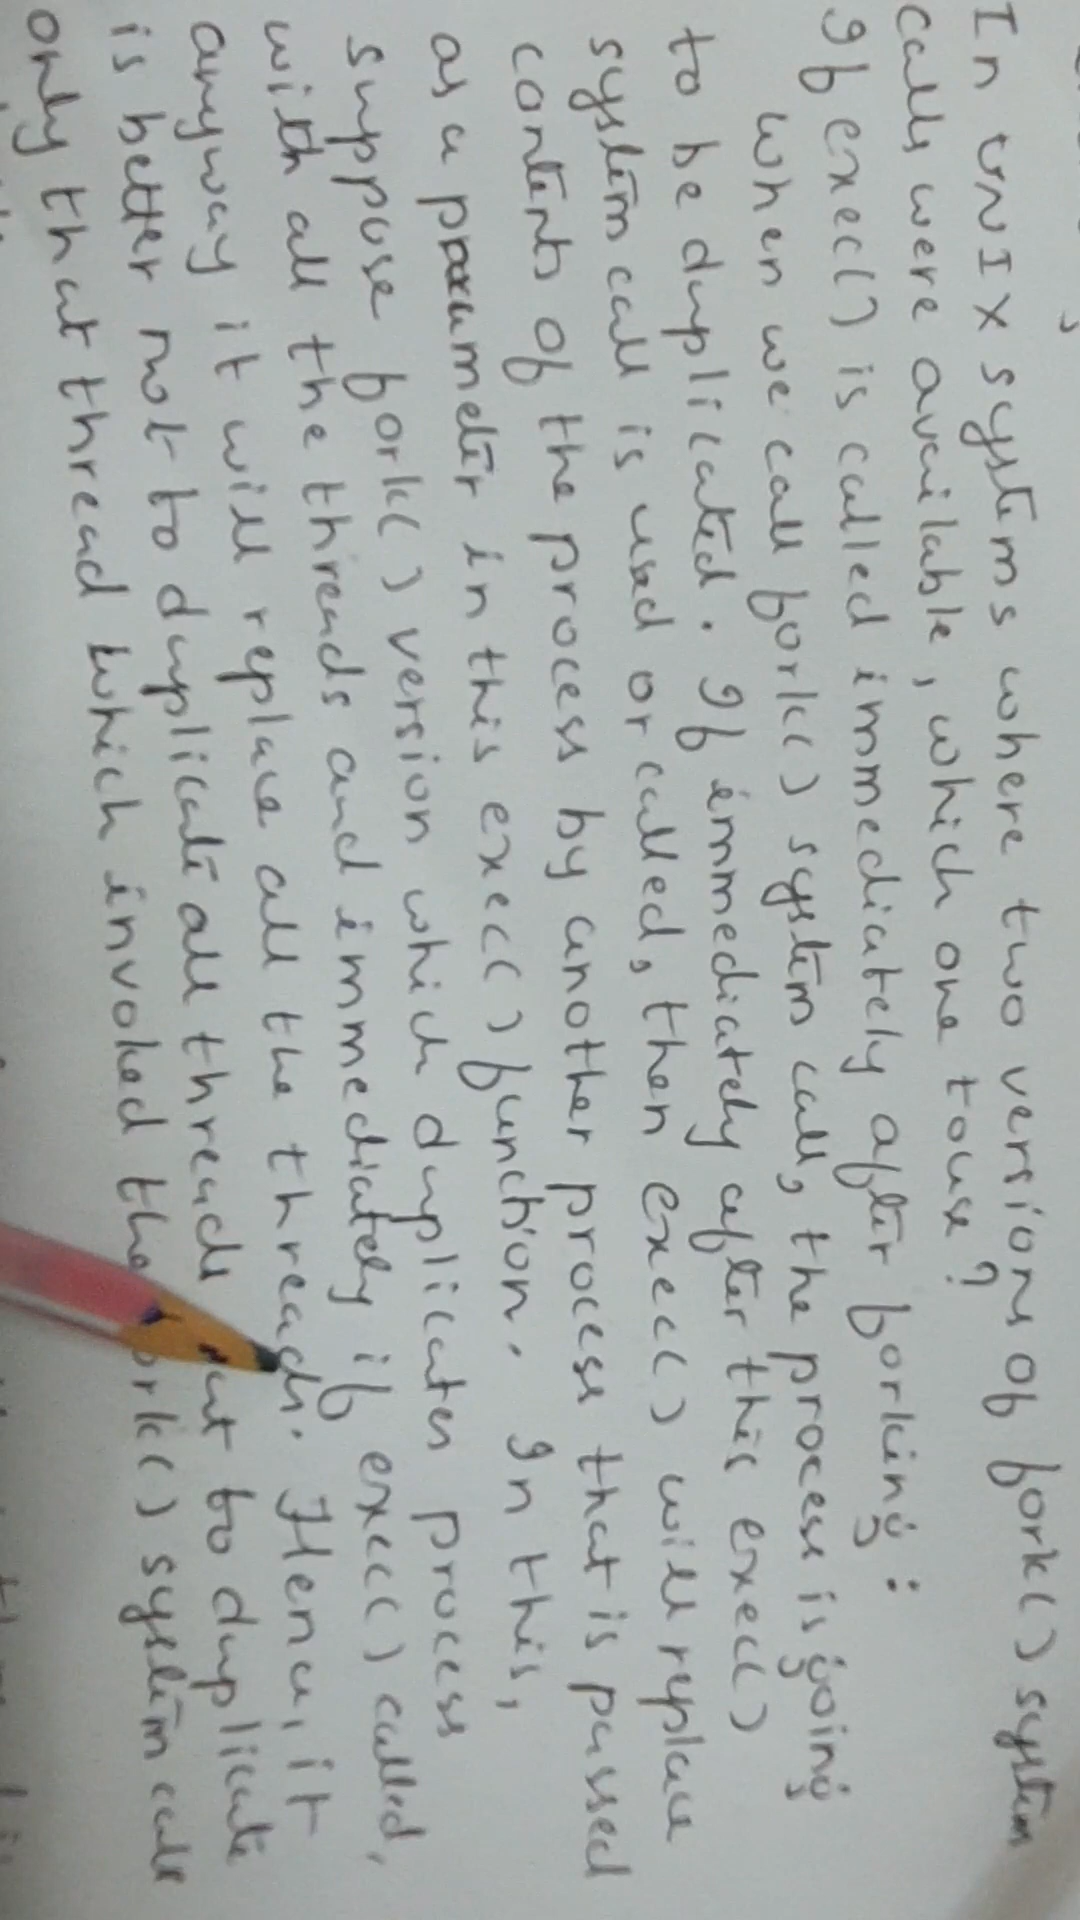 In UNIX systems where two versions of fork() system
calls were available, which one to use?
If exec() is called immediately after forking:
When we call fork() system call, the process is going
to be duplicated. If immediately after this exec()
system call is used or called, then exec() will replace
contents of the process by another process that is passed
as a parameter in this exec() function. In this,
suppose fork() version which duplicates process
with all the threads and immediately if exec() called,
anyway it will replace all the threads. Hence, it
is better not to duplicate all threads but to duplicate
only that thread which invoked the fork() system call